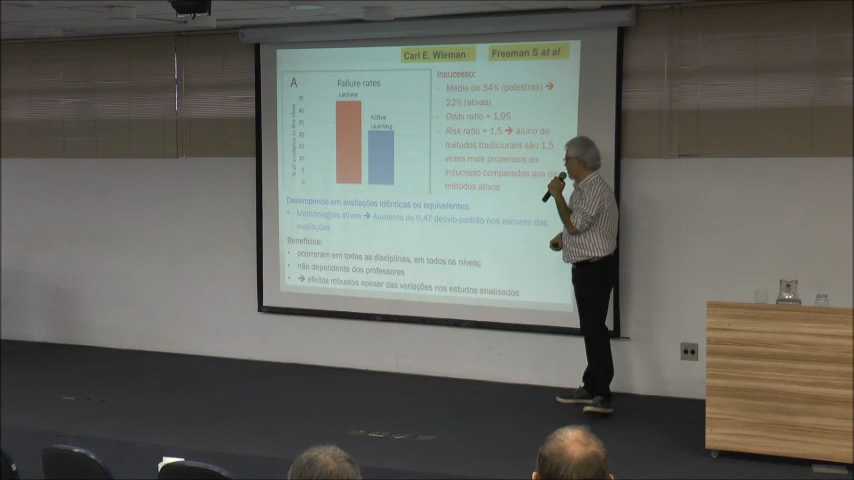 Carl E. Wieman
Freeman S et al
A
Failure rates
Lecture
Active
Learning
Insucesso:
- Média de 34% (palestras) ➔
22% (ativas)
- Odds ratio = 1,95
- Risk ratio = 1,5 ➔ aluno de
métodos tradicionais são 1,5
vezes mais propensos ao
insucesso comparados aos de
métodos ativos
Desempenho em avaliações idênticas ou equivalentes:
• Metodologias ativas ➔ Aumento de 0,47 desvio-padrão nos escores das
avaliações
Benefícios:
• ocorreram em todas as disciplinas, em todos os níveis;
• não dependente dos professores
• ➔ efeitos robustos apesar das variações nos estudos analisados